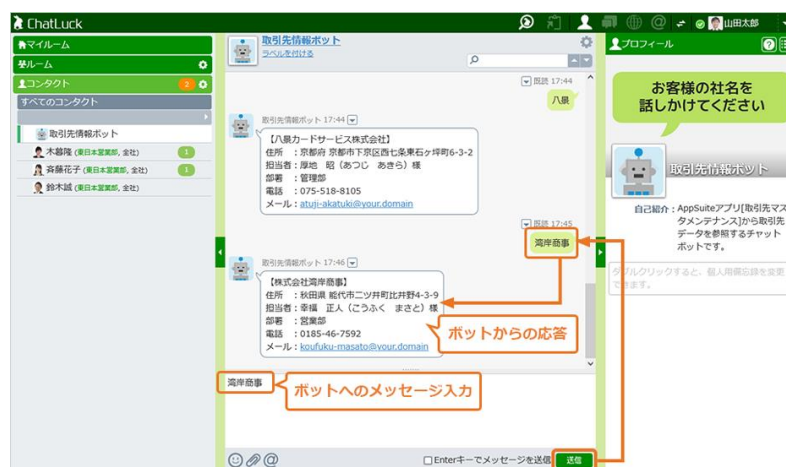 ChatLuck
山田太郎
マイルーム
ルーム
コンタクト
2
すべてのコンタクト
取引先情報ボット
木暮隆 (東日本営業部, 全社)
1
斉藤花子 (東日本営業部, 全社)
1
鈴木誠 (東日本営業部, 全社)
取引先情報ボット
ラベルを付ける
既読 17:44
八景
取引先情報ボット 17:44
【八景カードサービス株式会社】
住所 :京都府 京都市下京区西七条東石ヶ坪町6-3-2
担当者:厚地 昭(あつじ あきら)様
部署 :管理部
電話 :075-518-8105
メール:atuji-akatuki@your.domain
既読 17:45
湾岸商事
取引先情報ボット 17:46
【株式会社湾岸商事】
住所 :秋田県 能代市二ツ井町比井野4-3-9
担当者:幸福 正人(こうふく まさと)様
部署 :営業部
電話 :0185-46-7592
メール:koufuku-masato@your.domain
ボットからの応答
湾岸商事
ボットへのメッセージ入力
Enterキーでメッセージを送信
送信
プロフィール
お客様の社名を
話しかけてください
取引先情報ボット
自己紹介:AppSuiteアプリ[取引先マス
タメンテナンス]から取引先
データを参照するチャット
ボットです。
ダブルクリックすると、個人用備忘録を変更
できます。